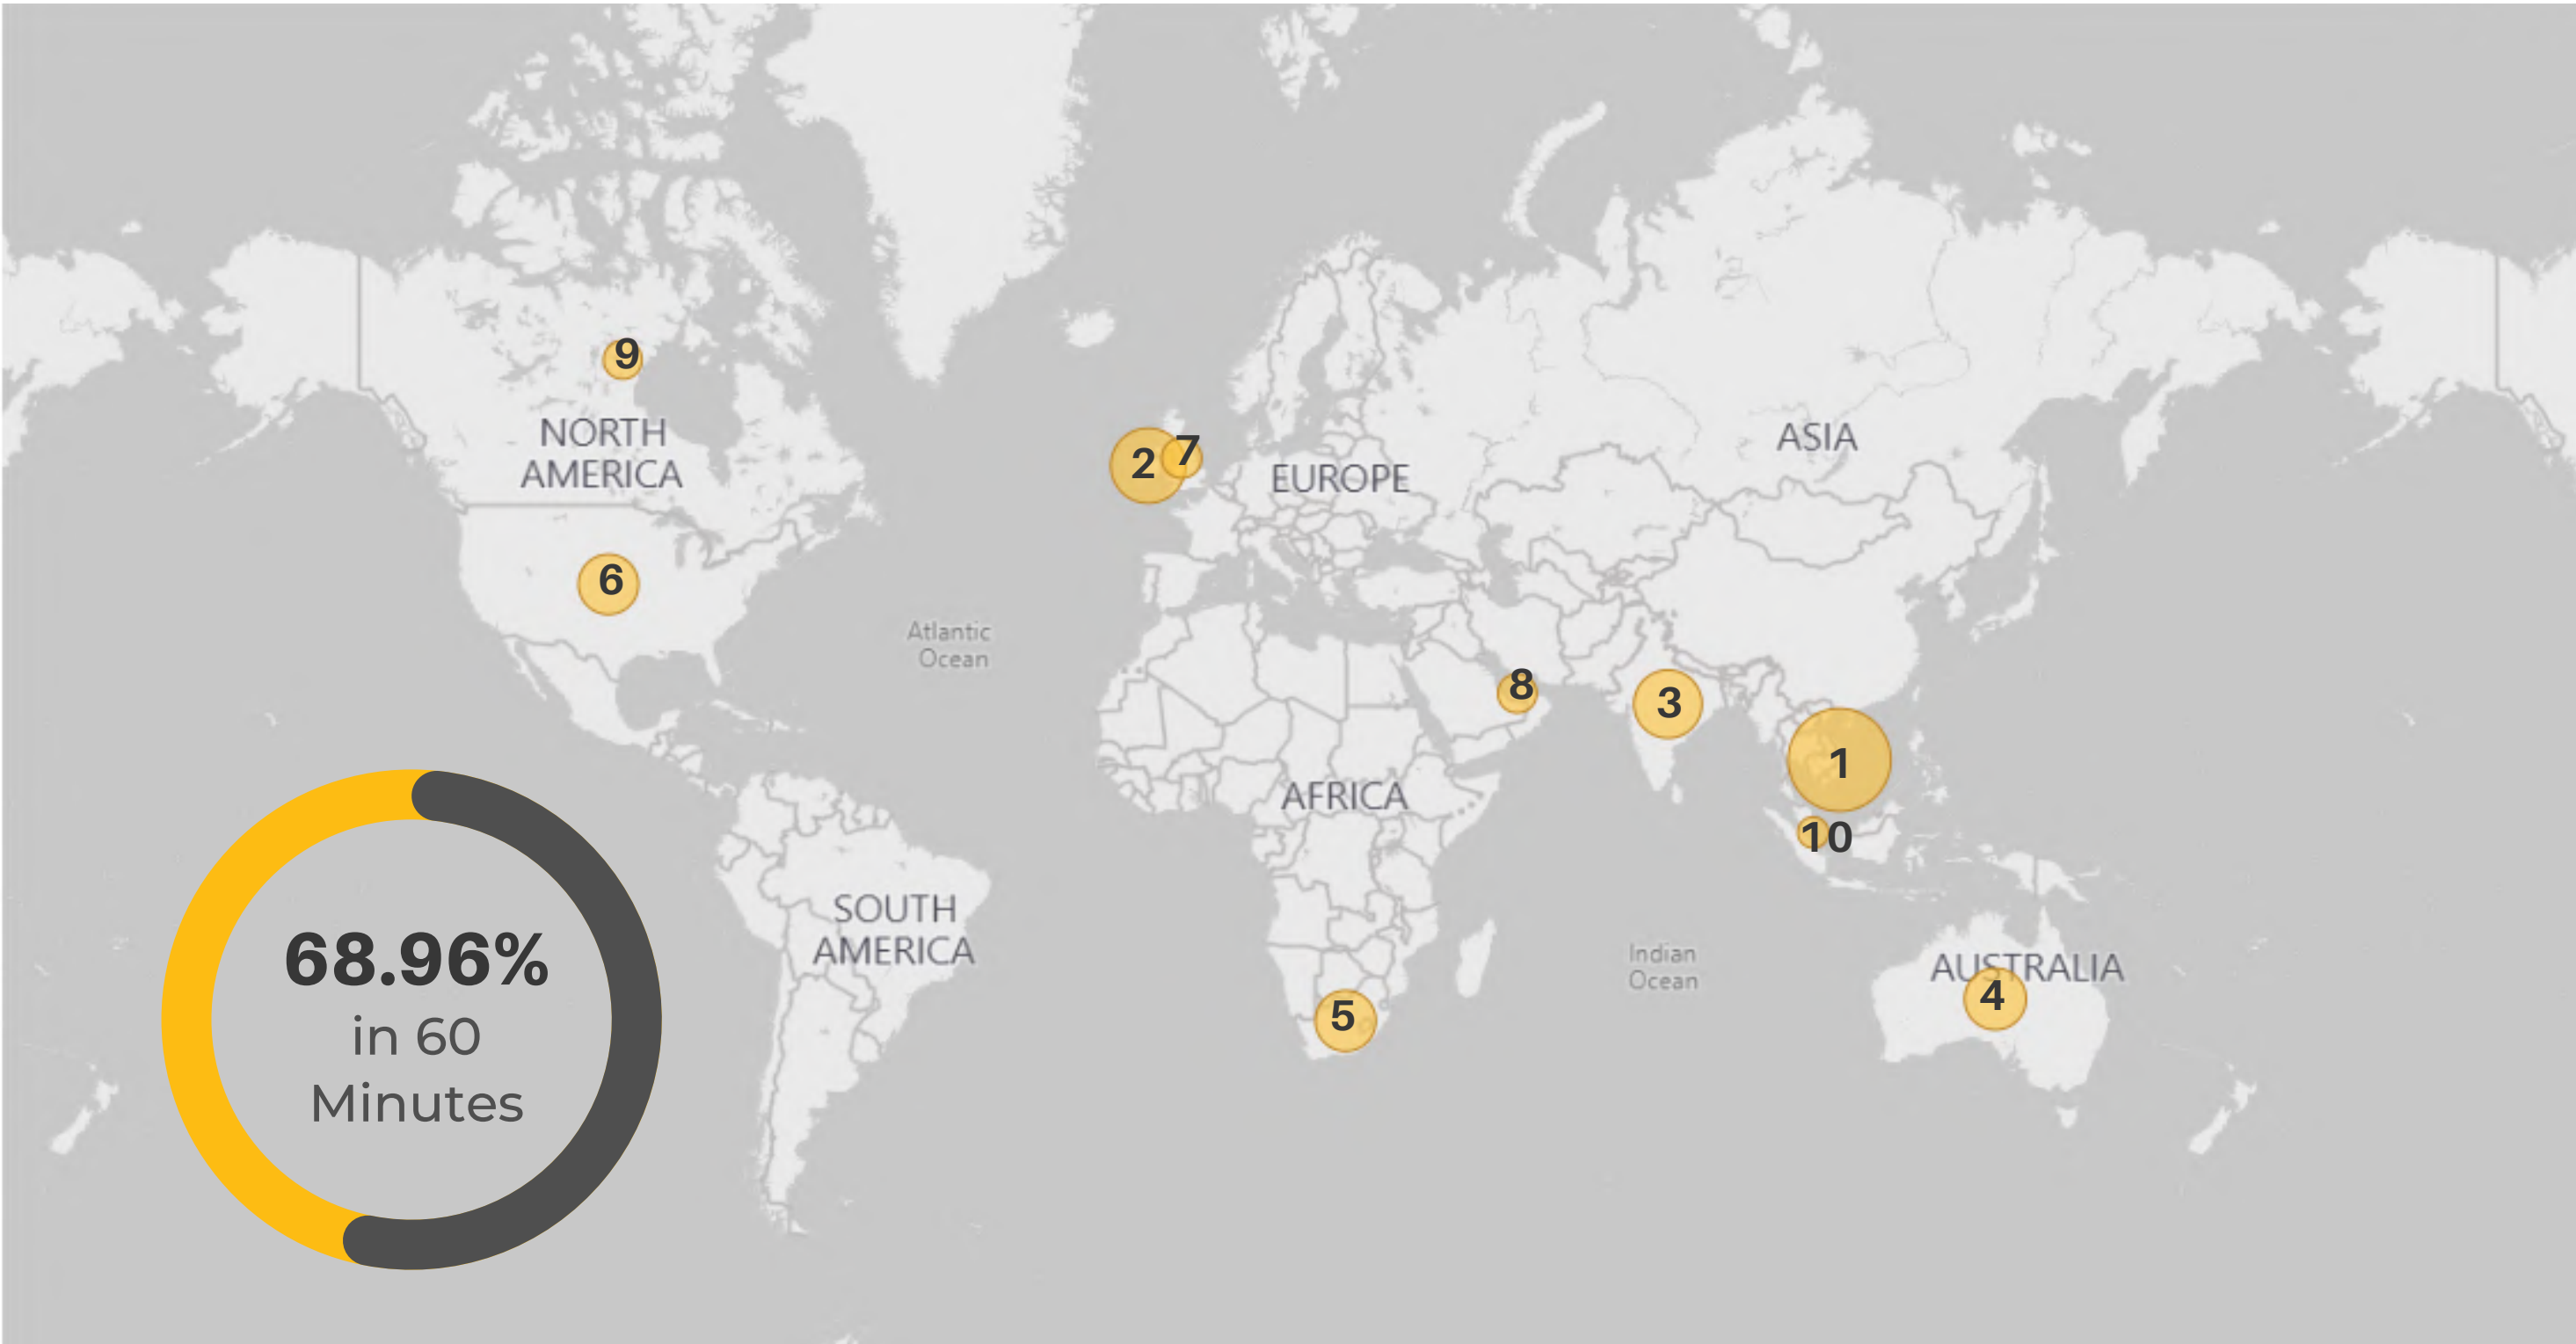 9
NORTH
AMERICA
2
7
EUROPE
ASIA
6
Atlantic
Ocean
8
3
1
AFRICA
10
SOUTH
AMERICA
Indian
Ocean
AUSTRALIA
4
5
68.96%
in 60
Minutes